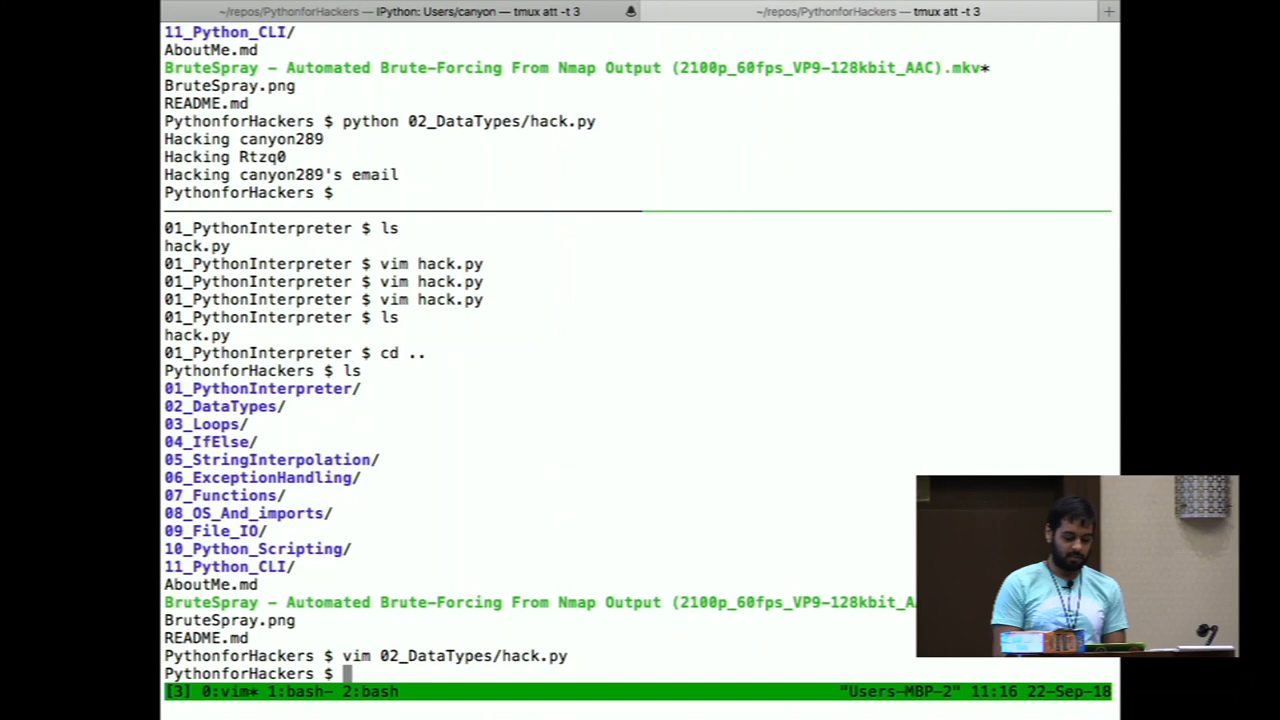 ~/repos/PythonforHackers — IPython: Users/canyon — tmux att -t 3
~/repos/PythonforHackers — tmux att -t 3
11_Python_CLI/
AboutMe.md
BruteSpray - Automated Brute-Forcing From Nmap Output (2100p_60fps_VP9-128kbit_AAC).mkv*
BruteSpray.png
README.md
PythonforHackers $ python 02_DataTypes/hack.py
Hacking canyon289
Hacking Rtzq0
Hacking canyon289's email
PythonforHackers $
01_PythonInterpreter $ ls
hack.py
01_PythonInterpreter $ vim hack.py
01_PythonInterpreter $ vim hack.py
01_PythonInterpreter $ vim hack.py
01_PythonInterpreter $ ls
hack.py
01_PythonInterpreter $ cd ..
PythonforHackers $ ls
01_PythonInterpreter/
02_DataTypes/
03_Loops/
04_IfElse/
05_StringInterpolation/
06_ExceptionHandling/
07_Functions/
08_OS_And_imports/
09_File_IO/
10_Python_Scripting/
11_Python_CLI/
AboutMe.md
BruteSpray - Automated Brute-Forcing From Nmap Output (2100p_60fps_VP9-128kbit_A
BruteSpray.png
README.md
PythonforHackers $ vim 02_DataTypes/hack.py
PythonforHackers $
[3] 0:vim* 1:bash- 2:bash "Users-MBP-2" 11:16 22-Sep-18